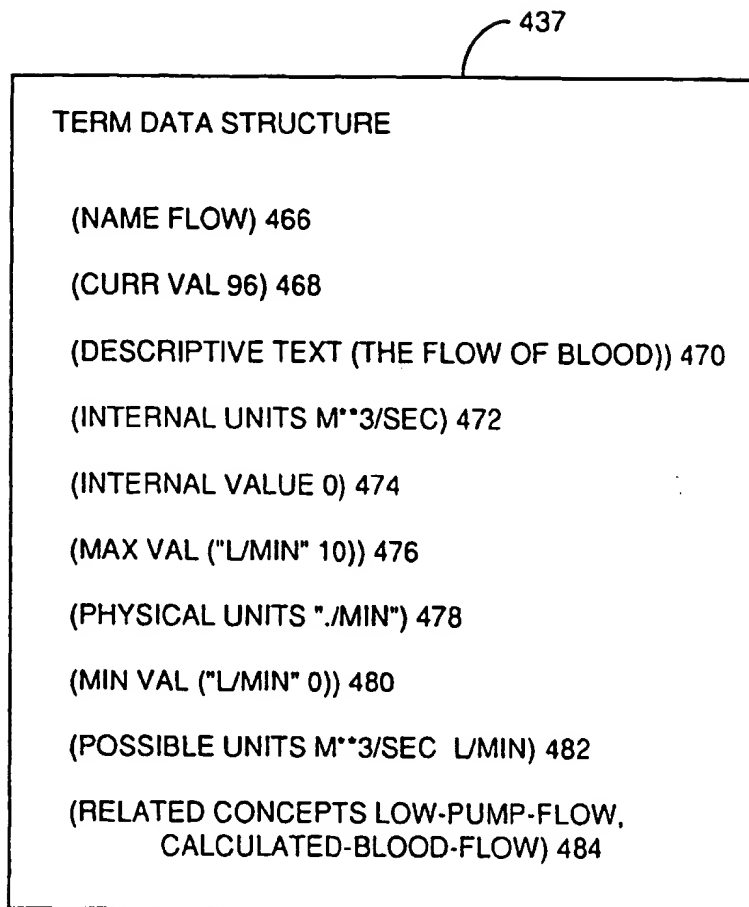 437
TERM DATA STRUCTURE
(NAME FLOW) 466
(CURR VAL 96) 468
(DESCRIPTIVE TEXT (THE FLOW OF BLOOD)) 470
(INTERNAL UNITS M**3/SEC) 472
(INTERNAL VALUE 0) 474
(MAX VAL ("L/MIN" 10)) 476
(PHYSICAL UNITS "./MIN") 478
(MIN VAL ("L/MIN" 0)) 480
(POSSIBLE UNITS M**3/SEC L/MIN) 482
(RELATED CONCEPTS LOW-PUMP-FLOW,
CALCULATED-BLOOD-FLOW) 484